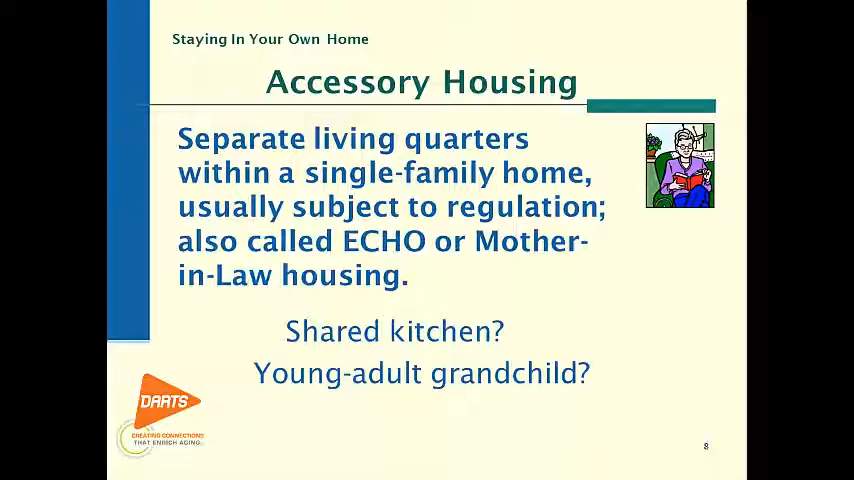 Staying In Your Own Home
Accessory Housing
Separate living quarters
within a single-family home,
usually subject to regulation;
also called ECHO or Mother-
in-Law housing.
Shared kitchen?
Young-adult grandchild?
DARTS
CREATING CONNECTIONS
THAT ENRICH AGING.
8